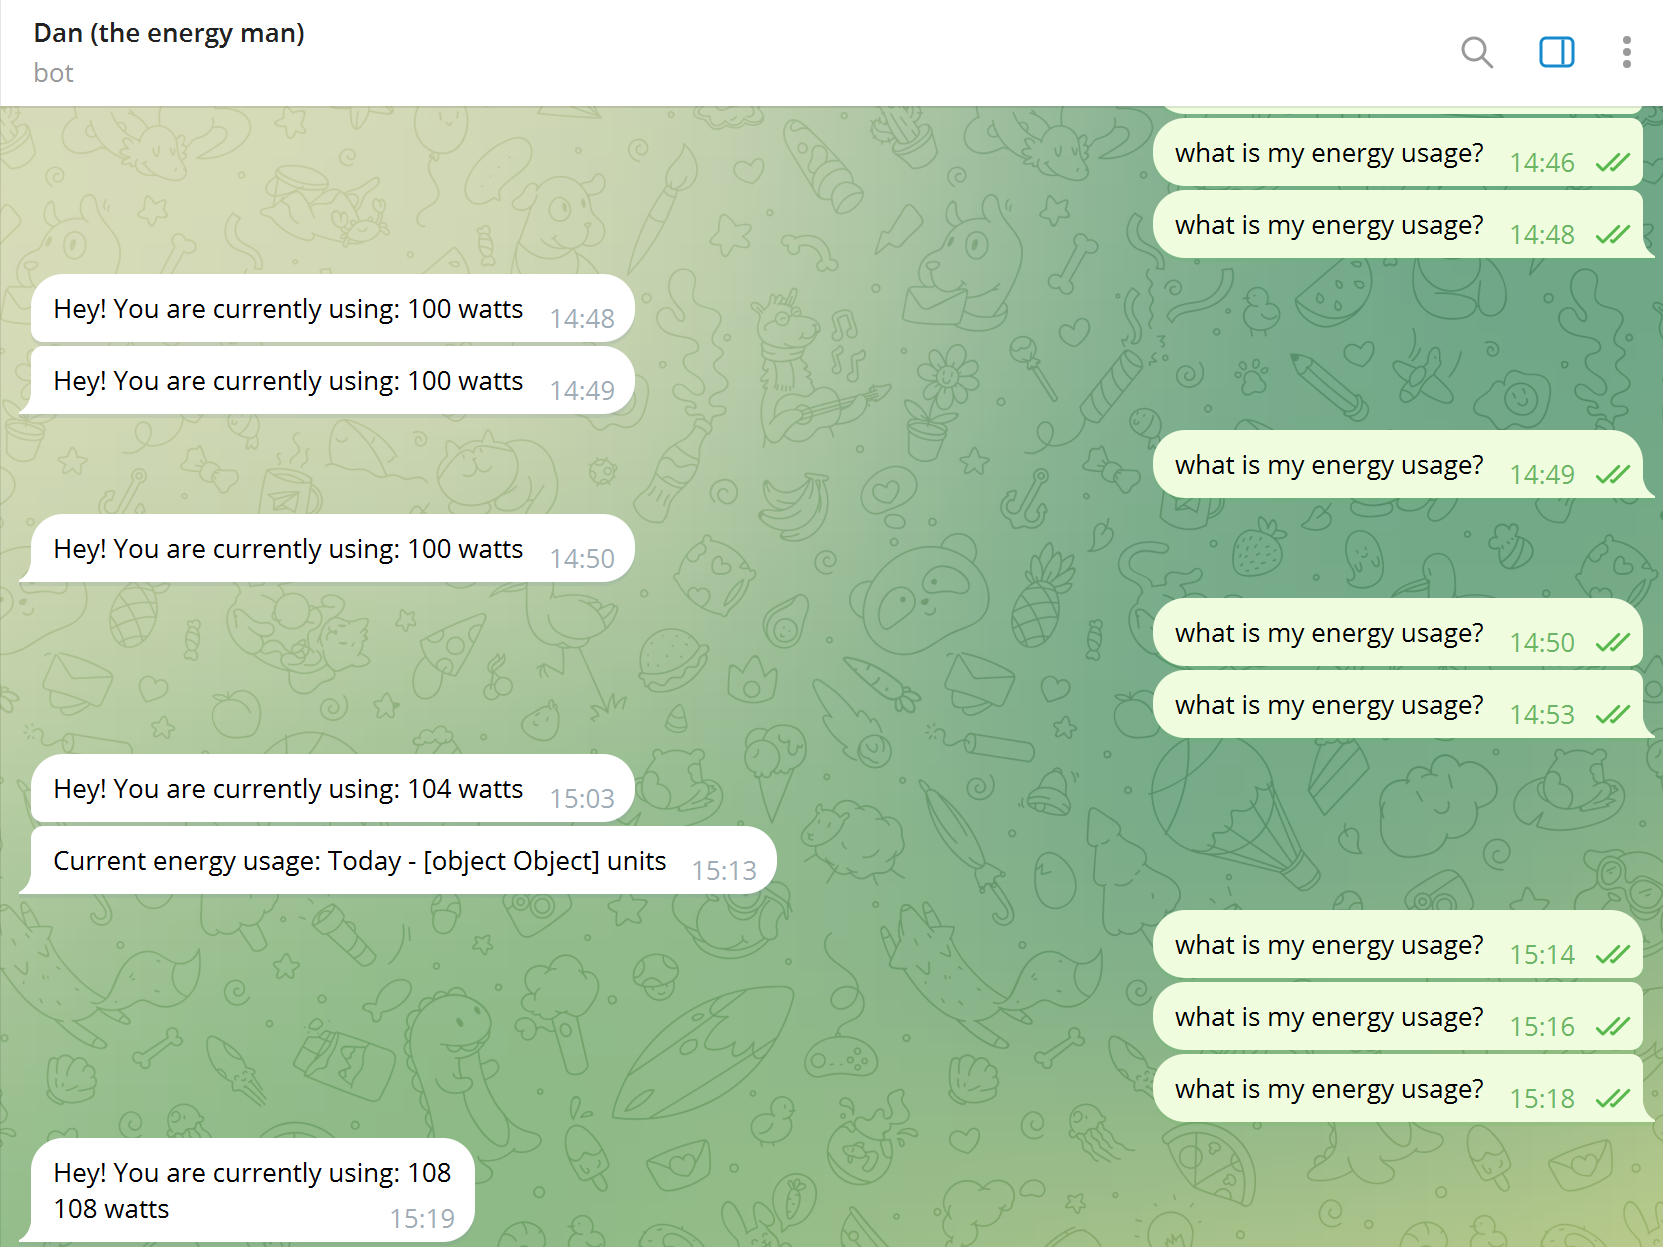 Dan (the energy man)
bot
what is my energy usage? 14:46
what is my energy usage? 14:48
Hey! You are currently using: 100 watts 14:48
Hey! You are currently using: 100 watts 14:49
what is my energy usage? 14:49
Hey! You are currently using: 100 watts 14:50
what is my energy usage? 14:50
what is my energy usage? 14:53
Hey! You are currently using: 104 watts 15:03
Current energy usage: Today - [object Object] units 15:13
what is my energy usage? 15:14
what is my energy usage? 15:16
what is my energy usage? 15:18
Hey! You are currently using: 108
108 watts 15:19